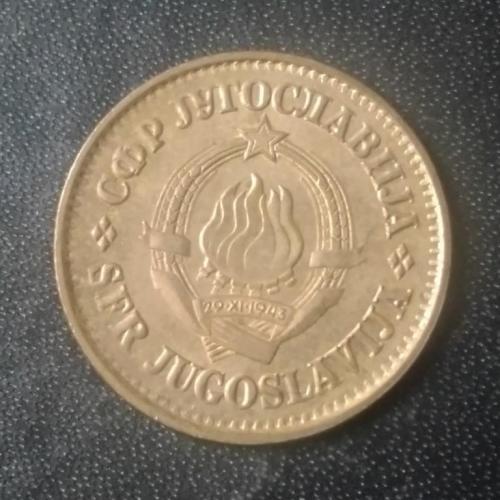 СФР ЈУГОСЛАВИЈА
SFR JUGOSLAVIJA
29·XI·1943